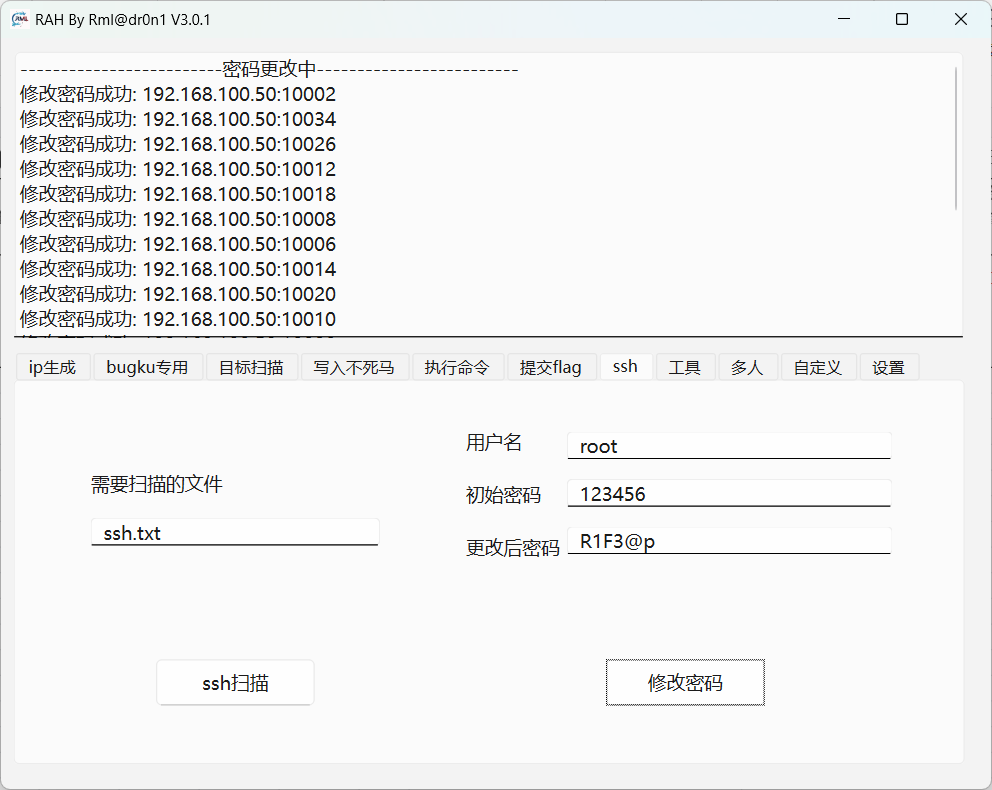 RAH By Rml@dr0n1 V3.0.1
-------------------------密码更改中-------------------------
修改密码成功: 192.168.100.50:10002
修改密码成功: 192.168.100.50:10034
修改密码成功: 192.168.100.50:10026
修改密码成功: 192.168.100.50:10012
修改密码成功: 192.168.100.50:10018
修改密码成功: 192.168.100.50:10008
修改密码成功: 192.168.100.50:10006
修改密码成功: 192.168.100.50:10014
修改密码成功: 192.168.100.50:10020
修改密码成功: 192.168.100.50:10010
ip生成 bugku专用 目标扫描 写入不死马 执行命令 提交flag ssh 工具 多人 自定义 设置
需要扫描的文件
ssh.txt
用户名 root
初始密码 123456
更改后密码 R1F3@p
ssh扫描 修改密码